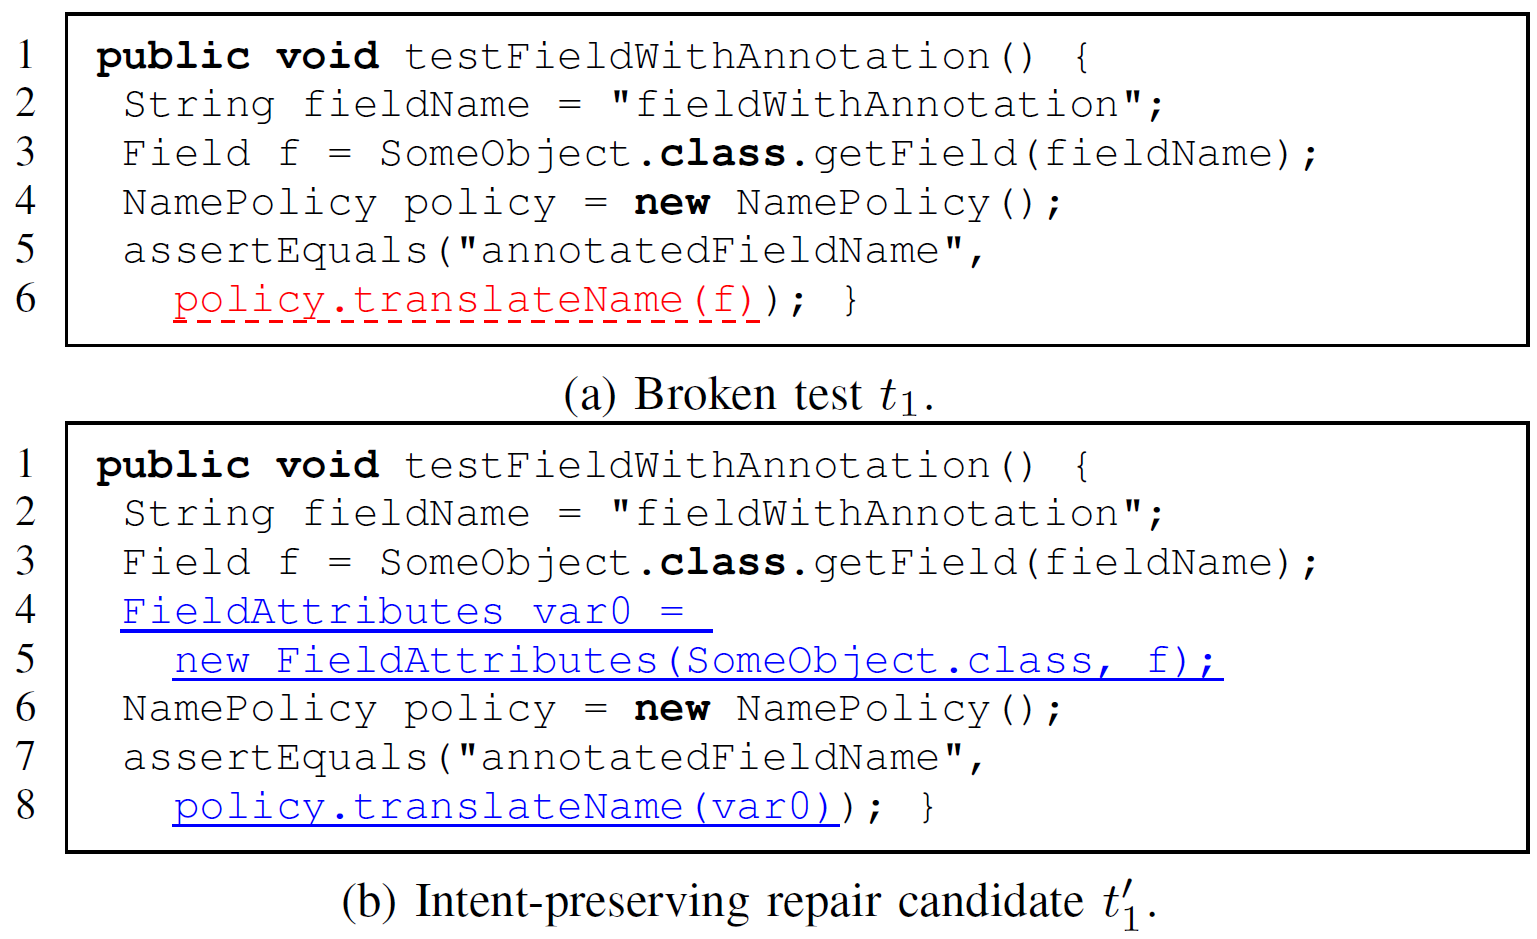 1 public void testFieldWithAnnotation() {
2 String fieldName = "fieldWithAnnotation";
3 Field f = SomeObject.class.getField(fieldName);
4 NamePolicy policy = new NamePolicy();
5 assertEquals("annotatedFieldName",
6 policy.translateName(f)); }
(a) Broken test t₁.
1 public void testFieldWithAnnotation() {
2 String fieldName = "fieldWithAnnotation";
3 Field f = SomeObject.class.getField(fieldName);
4 FieldAttributes var0 =
5 new FieldAttributes(SomeObject.class, f);
6 NamePolicy policy = new NamePolicy();
7 assertEquals("annotatedFieldName",
8 policy.translateName(var0)); }
(b) Intent-preserving repair candidate t′₁.